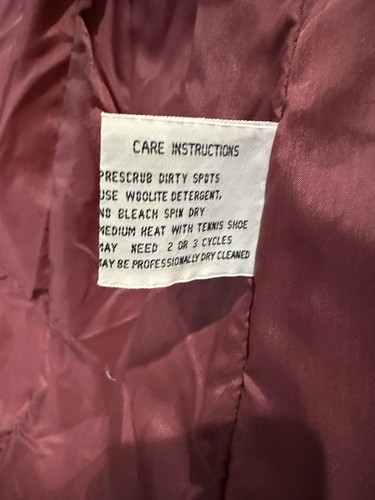 CARE INSTRUCTIONS
PRESCRUB DIRTY SPOTS
USE WOOLITE DETERGENT,
NO BLEACH SPIN DRY
MEDIUM HEAT WITH TENNIS SHOE
MAY NEED 2 OR 3 CYCLES
MAY BE PROFESSIONALLY DRY CLEANED